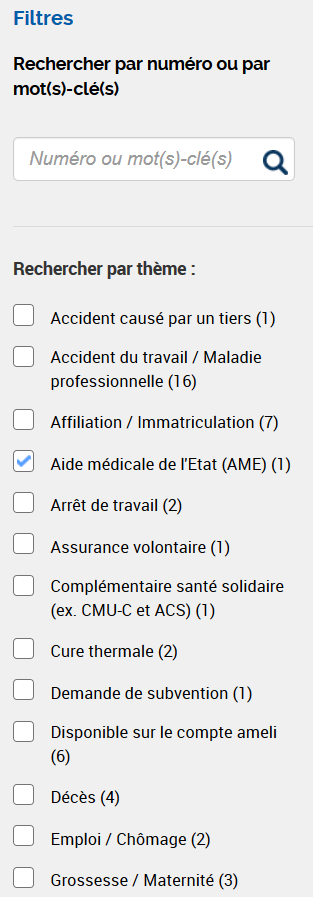 Filtres
Rechercher par numéro ou par
mot(s)-clé(s)
Numéro ou mot(s)-clé(s)
Rechercher par thème :
Accident causé par un tiers (1)
Accident du travail / Maladie
professionnelle (16)
Affiliation / Immatriculation (7)
Aide médicale de l'Etat (AME) (1)
Arrêt de travail (2)
Assurance volontaire (1)
Complémentaire santé solidaire
(ex. CMU-C et ACS) (1)
Cure thermale (2)
Demande de subvention (1)
Disponible sur le compte ameli
(6)
Décès (4)
Emploi / Chômage (2)
Grossesse / Maternité (3)